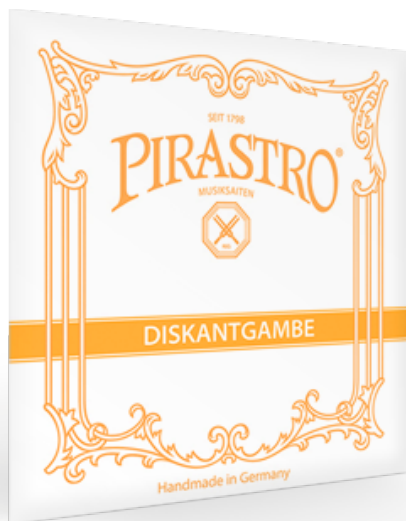 SEIT 1798
PIRASTRO®
MUSIKSAITEN
DISKANTGAMBE
Handmade in Germany